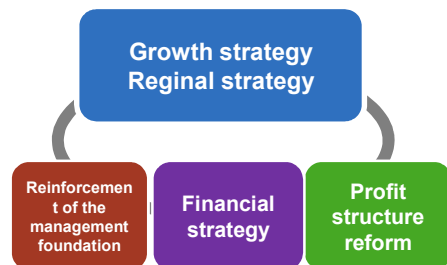 Growth strategy
Reginal strategy
Reinforcemen
t of the
management
foundation
Financial
strategy
Profit
structure
reform